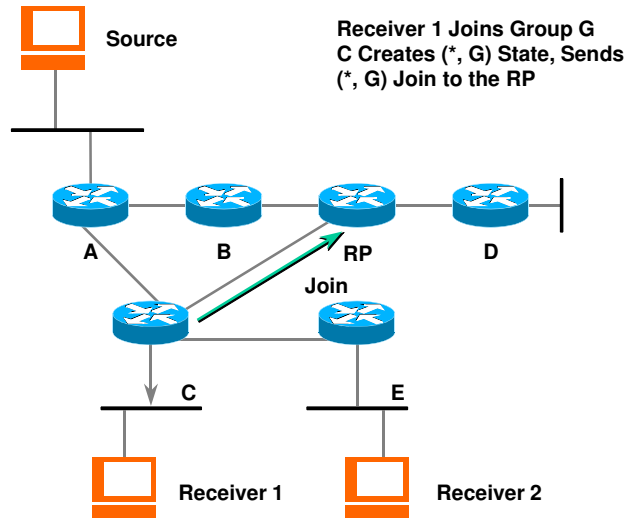 Source
Receiver 1 Joins Group G
C Creates (*, G) State, Sends
(*, G) Join to the RP
A
B
RP
D
Join
C
E
Receiver 1
Receiver 2